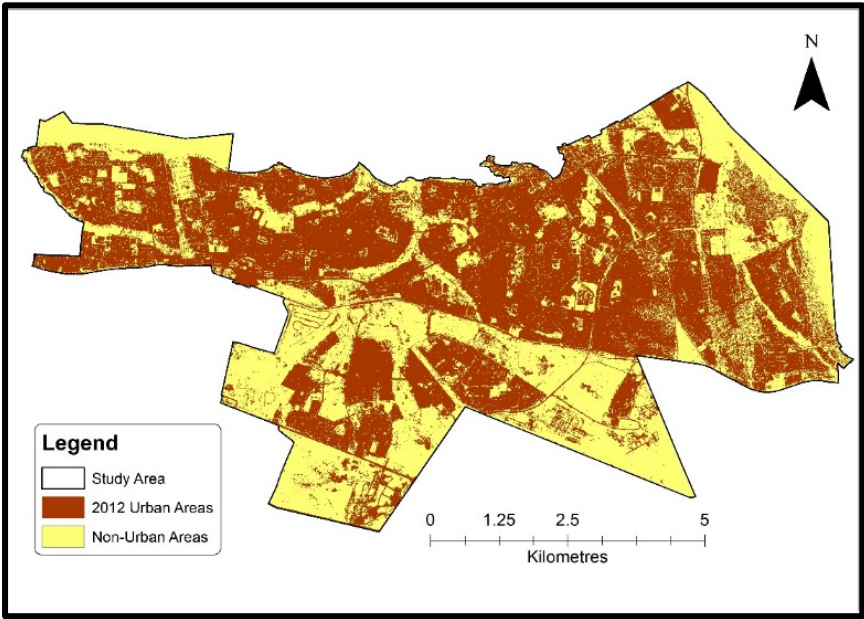 N
Legend
Study Area
2012 Urban Areas
Non-Urban Areas
0 1.25 2.5 5
Kilometres